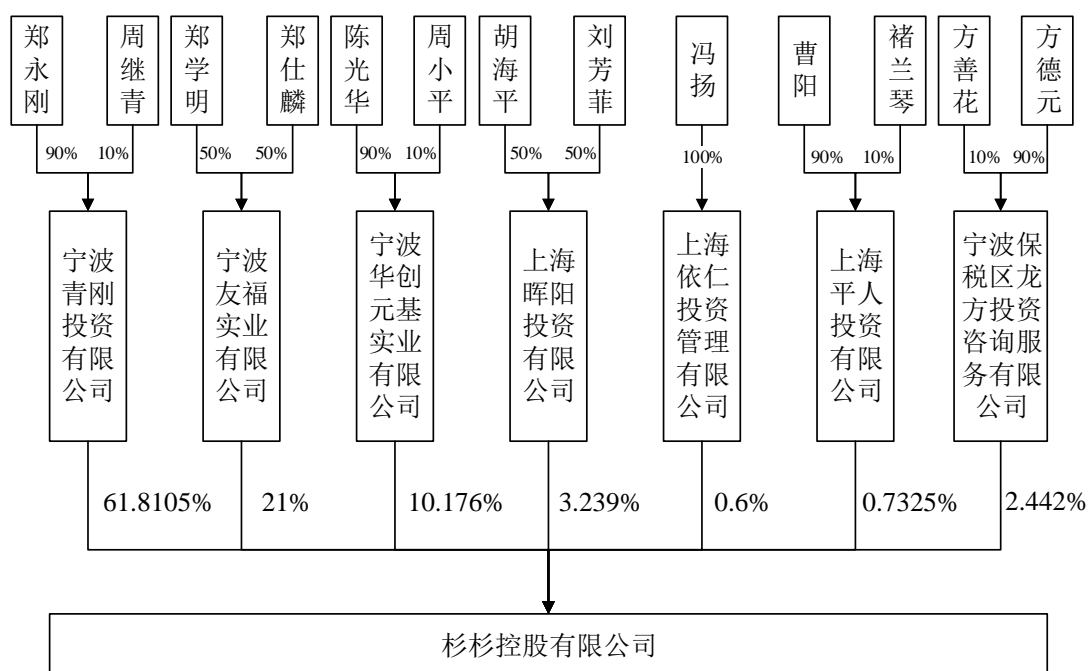 郑永刚
周继青
郑学明
郑仕麟
陈光华
周小平
胡海平
刘芳菲
冯扬
曹阳
褚兰琴
方善花
方德元
90% 10% 50% 50% 90% 10% 50% 50% 100% 90% 10% 10% 90%
宁波
青刚
投资
有限
公司
宁波
友福
实业
有限
公司
宁波
华创
元基
实业
有限
公司
上海
晖阳
投资
有限
公司
上海
依仁
投资
管理
有限
公司
上海
平人
投资
有限
公司
宁波保
税区龙
方投资
咨询服
务有限
公司
61.8105% 21% 10.176% 3.239% 0.6% 0.7325% 2.442%
杉杉控股有限公司